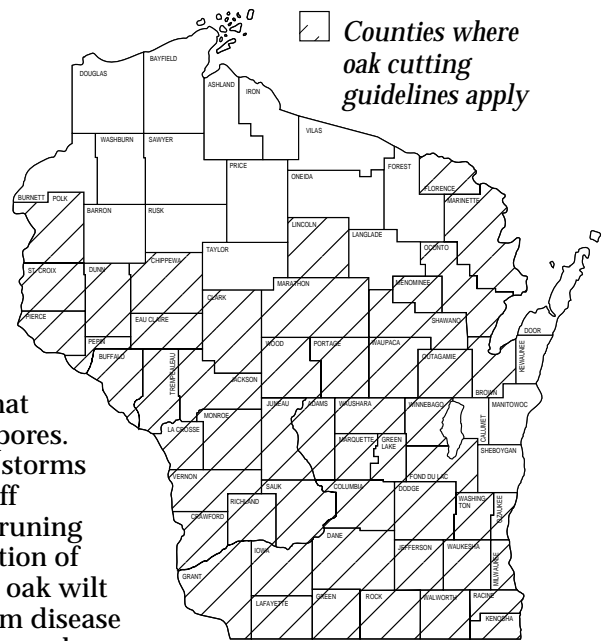 Counties where
oak cutting
guidelines apply
BAYFIELD
DOUGLAS
ASHLAND
IRON
VILAS
WASHBURN
SAWYER
PRICE
ONEIDA
FOREST
FLORENCE
MARINETTE
BURNETT
POLK
BARRON
RUSK
LINCOLN
LANGLADE
OCONTO
TAYLOR
CHIPPEWA
ST. CROIX
DUNN
MARATHON
MENOMINEE
CLARK
PIERCE
PEPIN
EAU CLAIRE
SHAWANO
DOOR
BUFFALO
TREMPEALEAU
JACKSON
WOOD
PORTAGE
WAUPACA
OUTAGAMIE
BROWN
KEWAUNEE
hat
pores.
storms
ff
runing
tion of
oak wilt
m disease
MONROE
JUNEAU
ADAMS
WAUSHARA
WINNEBAGO
CALUMET
MANITOWOC
LA CROSSE
MARQUETTE
GREEN
LAKE
FOND DU LAC
SHEBOYGAN
VERNON
SAUK
COLUMBIA
DODGE
WASHING
TON
OZAUKEE
CRAWFORD
RICHLAND
DANE
JEFFERSON
WAUKESHA
MILWAUKEE
GRANT
IOWA
LAFAYETTE
GREEN
ROCK
WALWORTH
RACINE
KENOSHA